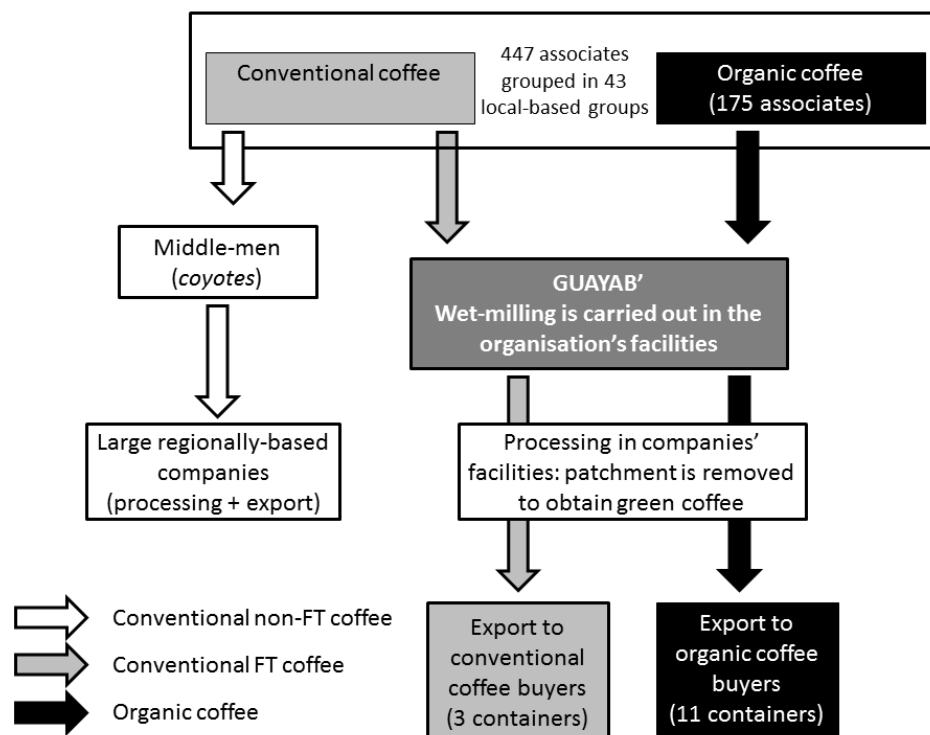 Conventional coffee
447 associates
grouped in 43
local-based groups
Organic coffee
(175 associates)
Middle-men
(coyotes)
GUAYAB’
Wet-milling is carried out in the
organisation’s facilities
Large regionally-based
companies
(processing + export)
Processing in companies’
facilities: patchment is removed
to obtain green coffee
Conventional non-FT coffee
Conventional FT coffee
Organic coffee
Export to
conventional
coffee buyers
(3 containers)
Export to
organic coffee
buyers
(11 containers)